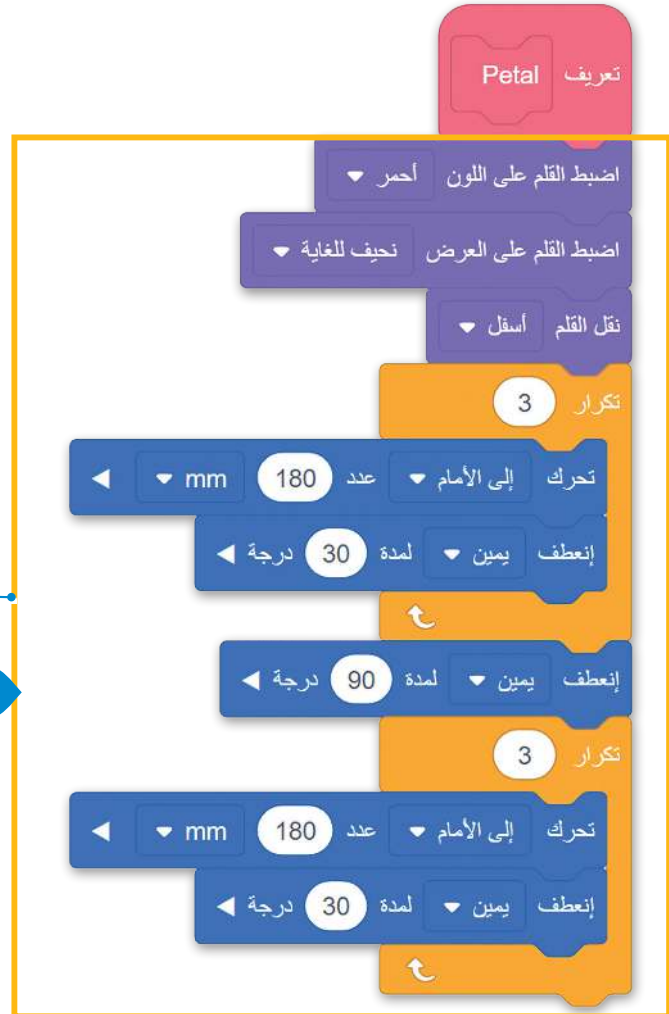 تعريف Petal
اضبط القلم على اللون أحمر
اضبط القلم على العرض نحيف للغاية
نقل القلم أسفل
تكرار 3
تحرك إلى الأمام عدد 180 mm
إنعطف يمين لمدة 30 درجة
إنعطف يمين لمدة 90 درجة
تكرار 3
تحرك إلى الأمام عدد 180 mm
إنعطف يمين لمدة 30 درجة